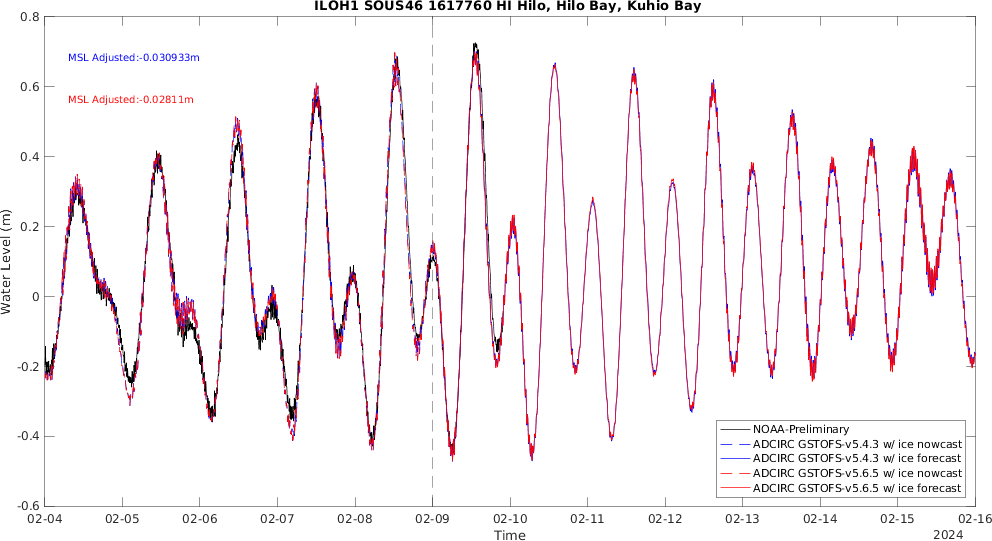 ILOH1 SOUS46 1617760 HI Hilo, Hilo Bay, Kuhio Bay
0.8
MSL Adjusted:-0.030933m
0.6
MSL Adjusted:-0.02811m
0.4
0.2
Water Level (m)
0
-0.2
-0.4
NOAA-Preliminary
ADCIRC GSTOFS-v5.4.3 w/ ice nowcast
ADCIRC GSTOFS-v5.4.3 w/ ice forecast
ADCIRC GSTOFS-v5.6.5 w/ ice nowcast
ADCIRC GSTOFS-v5.6.5 w/ ice forecast
-0.6
02-04 02-05 02-06 02-07 02-08 02-09 02-10 02-11 02-12 02-13 02-14 02-15 02-16
Time
2024